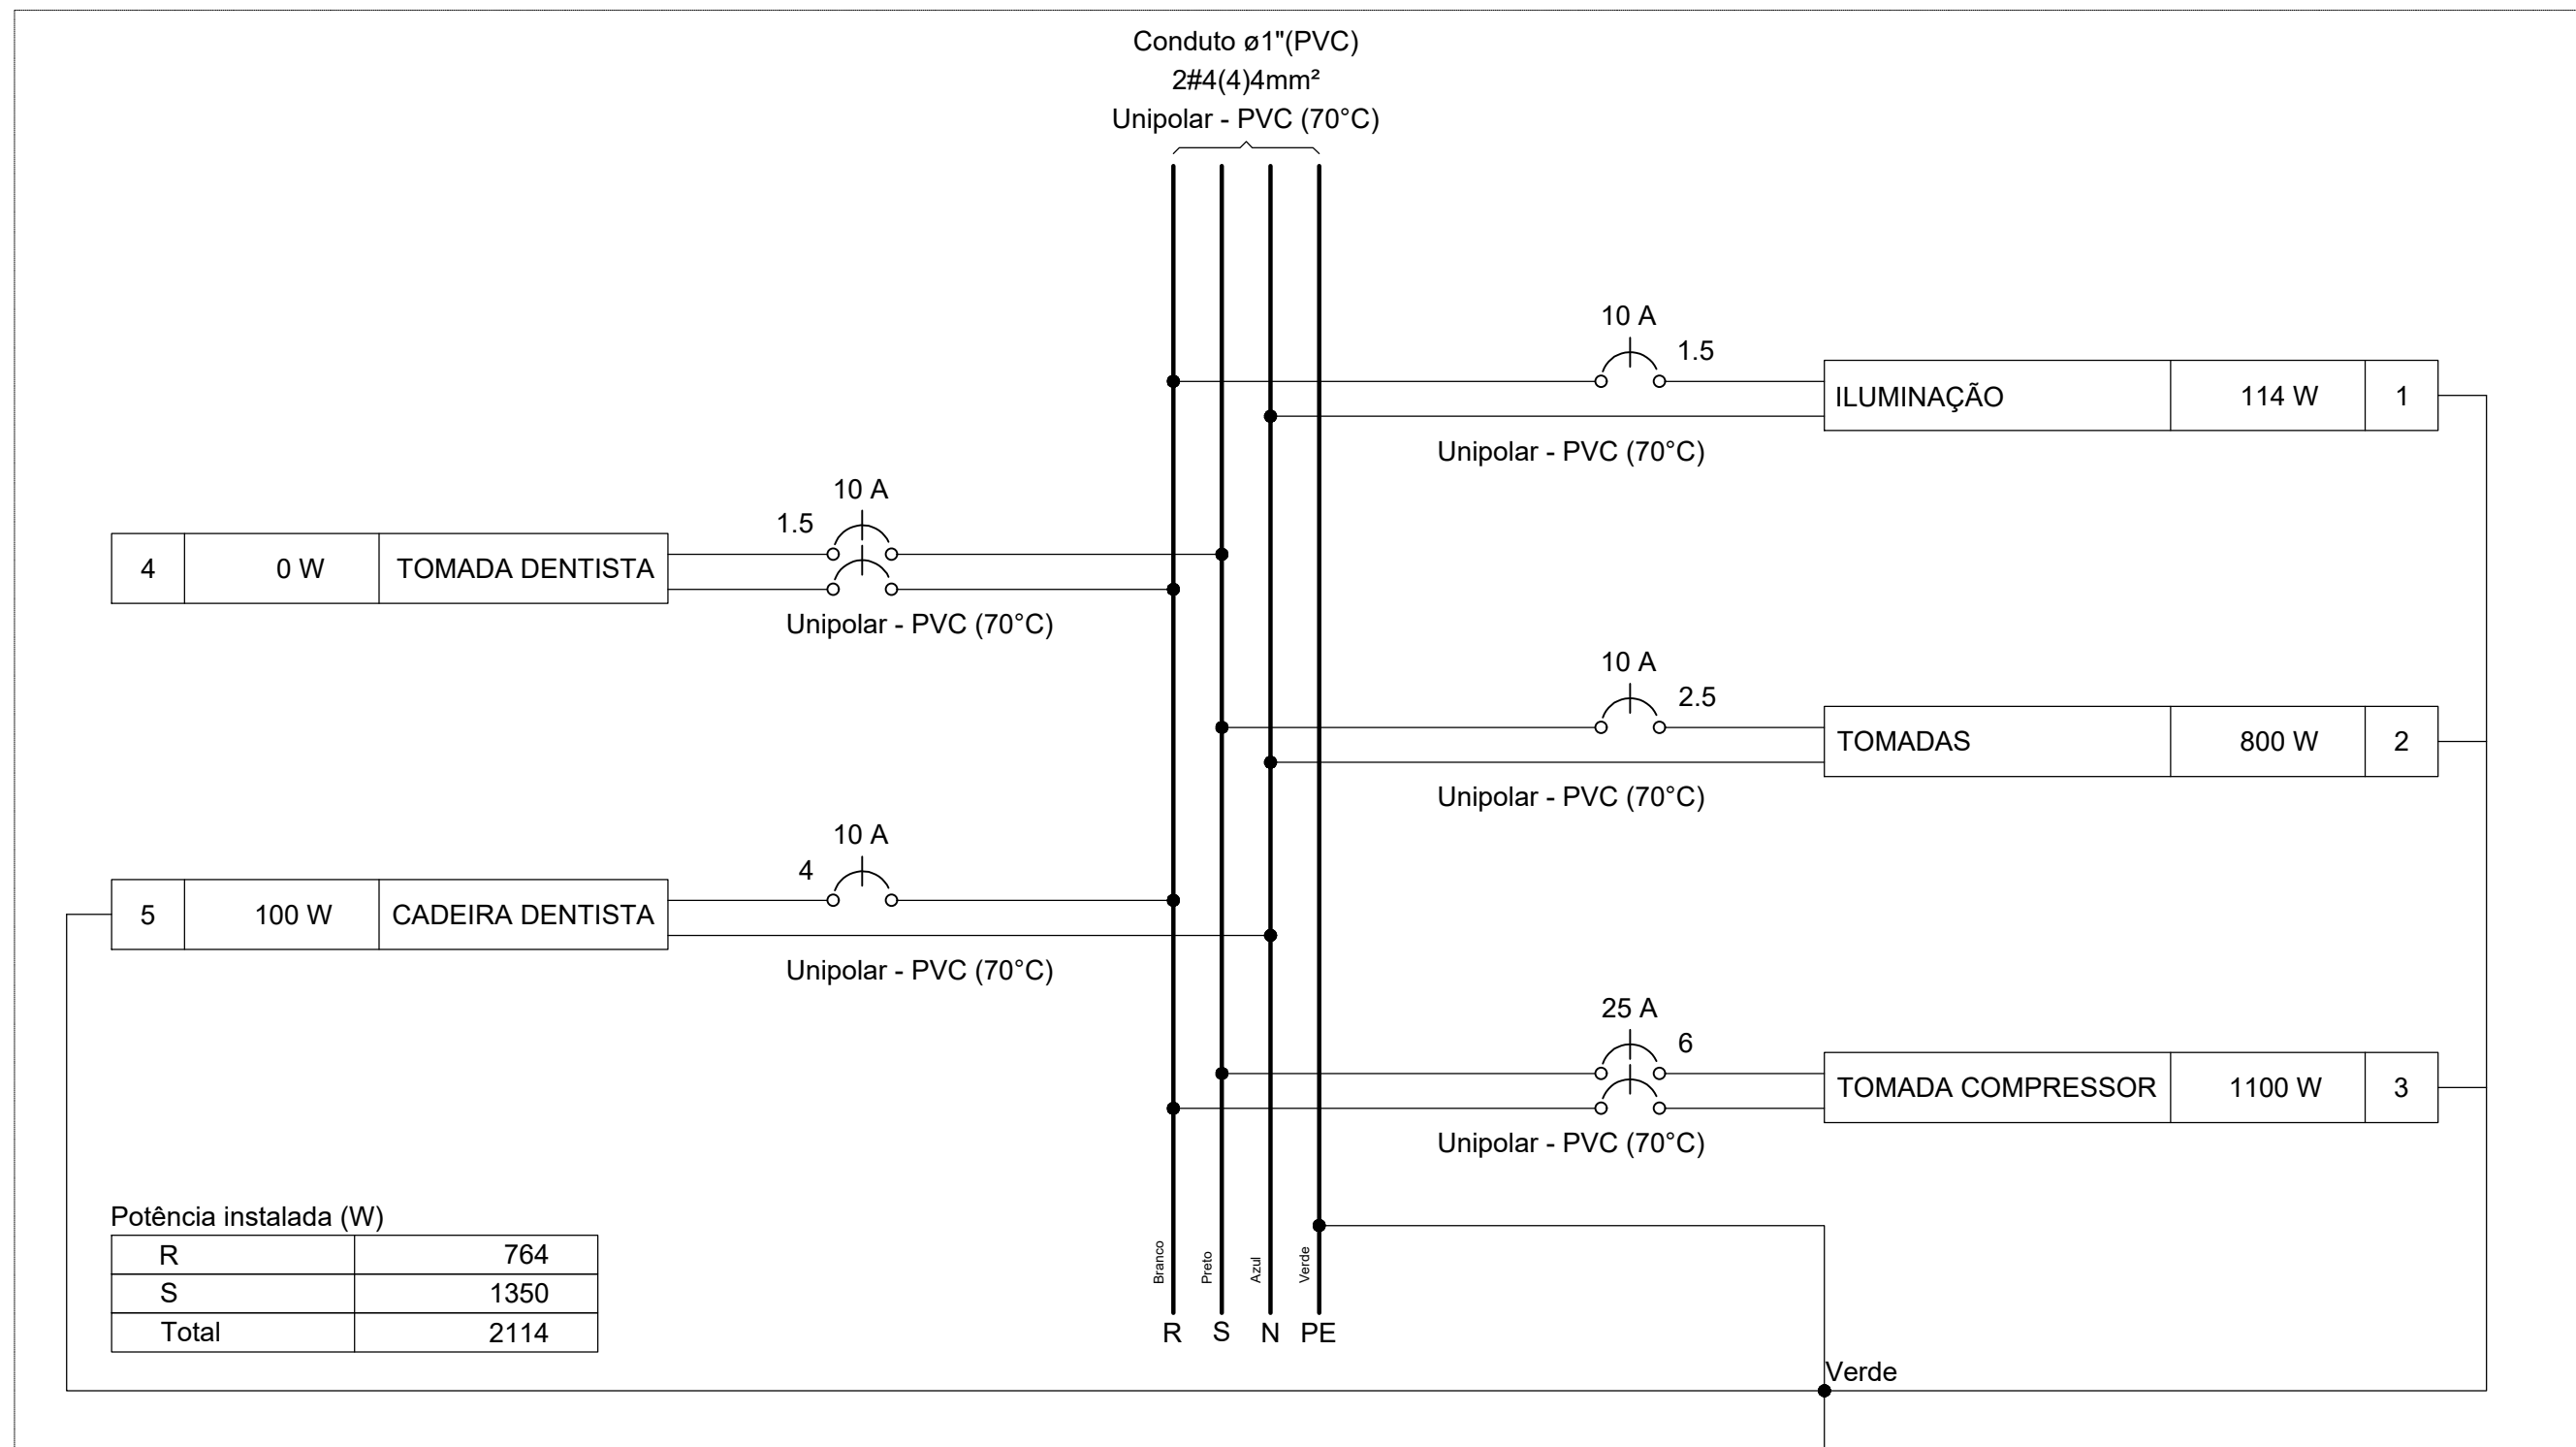 Conduto ø1"(PVC)
2#4(4)4mm²
Unipolar - PVC (70°C)
10 A
1.5
ILUMINAÇÃO 114 W 1
Unipolar - PVC (70°C)
10 A
1.5
4 0 W TOMADA DENTISTA
Unipolar - PVC (70°C)
10 A
2.5
TOMADAS 800 W 2
Unipolar - PVC (70°C)
10 A
4
5 100 W CADEIRA DENTISTA
Unipolar - PVC (70°C)
25 A
6
TOMADA COMPRESSOR 1100 W 3
Unipolar - PVC (70°C)
Potência instalada (W)
R 764
S 1350
Total 2114
Branco
Preto
Azul
Verde
R S N PE
Verde